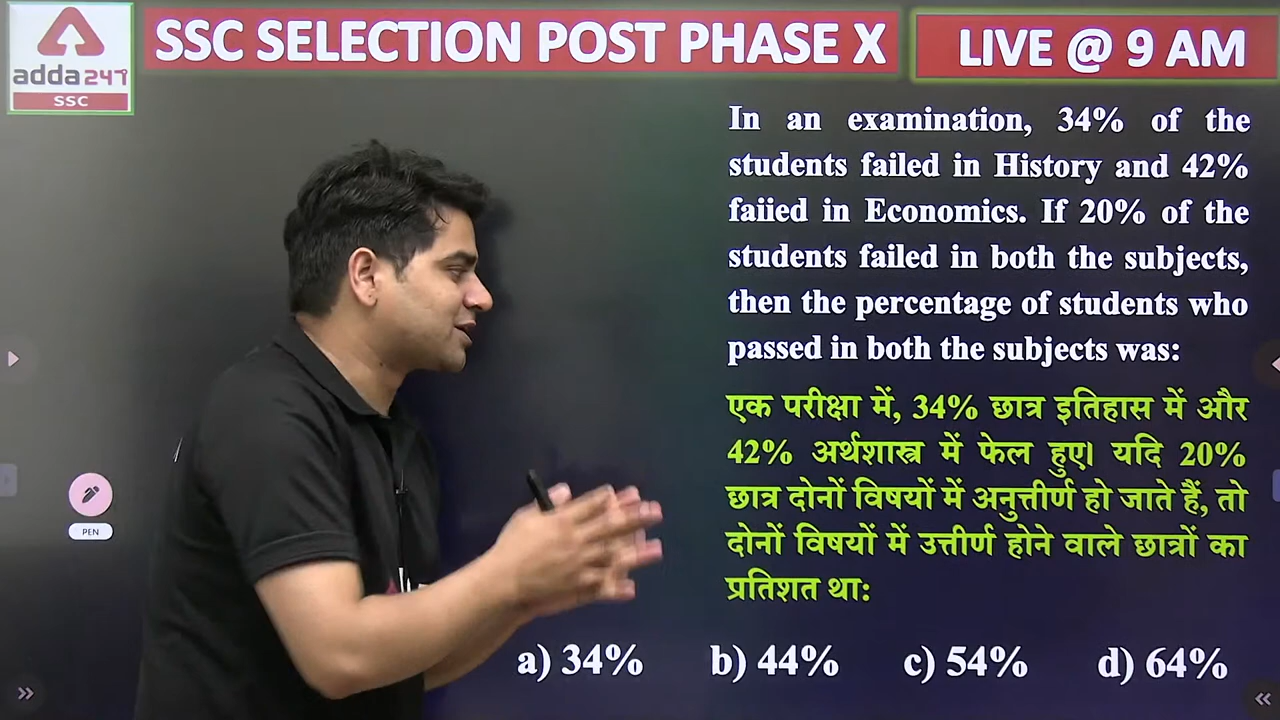 adda247
SSC
SSC SELECTION POST PHASE X
LIVE @ 9 AM
In an examination, 34% of the
students failed in History and 42%
faiied in Economics. If 20% of the
students failed in both the subjects,
then the percentage of students who
passed in both the subjects was:
एक परीक्षा में, 34% छात्र इतिहास में और
42% अर्थशास्त्र में फेल हुए। यदि 20%
छात्र दोनों विषयों में अनुत्तीर्ण हो जाते हैं, तो
दोनों विषयों में उत्तीर्ण होने वाले छात्रों का
प्रतिशत था:
a) 34% b) 44% c) 54% d) 64%
PEN